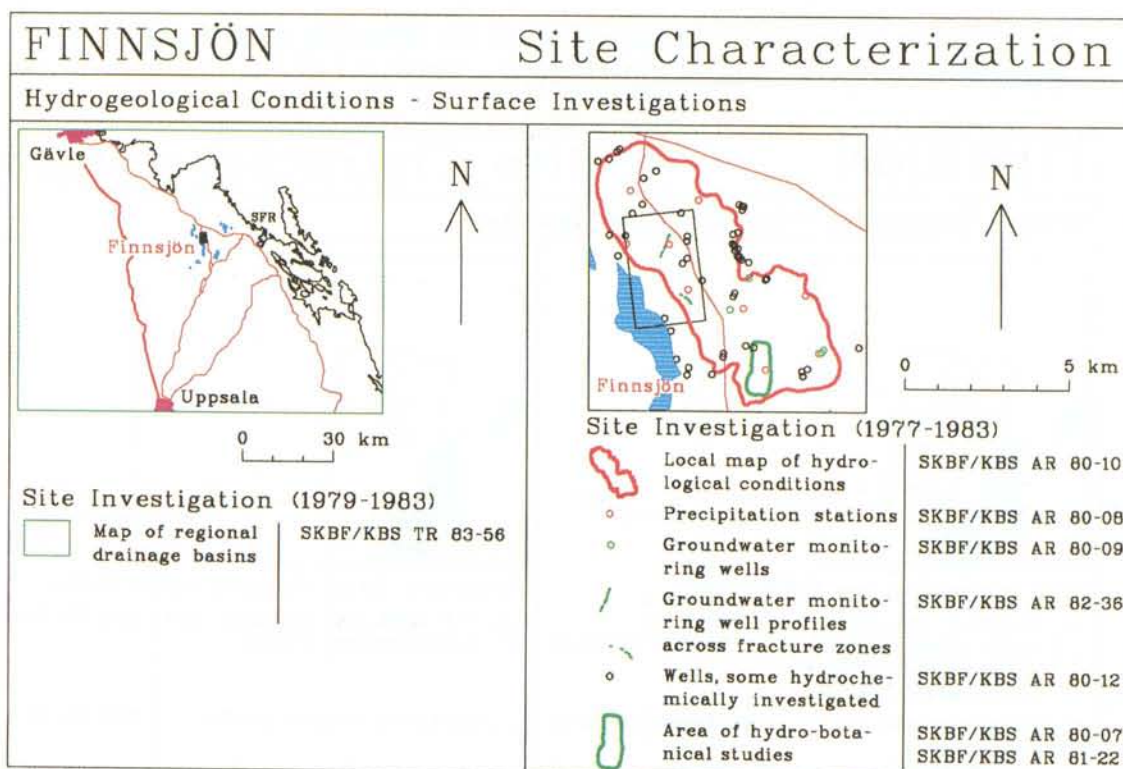 FINNSJÖN Site Characterization
Hydrogeological Conditions - Surface Investigations
Gävle
SFR
Finnsjön
Uppsala
N
0 30 km
Site Investigation (1979-1983)
Map of regional
drainage basins
SKBF/KBS TR 83-56
Finnsjön
N
0 5 km
Site Investigation (1977-1983)
Local map of hydro-
logical conditions
SKBF/KBS AR 80-10
Precipitation stations
SKBF/KBS AR 80-08
Groundwater monito-
ring wells
SKBF/KBS AR 80-09
Groundwater monito-
ring well profiles
across fracture zones
SKBF/KBS AR 82-36
Wells, some hydroche-
mically investigated
SKBF/KBS AR 80-12
Area of hydro-bota-
nical studies
SKBF/KBS AR 80-07
SKBF/KBS AR 81-22